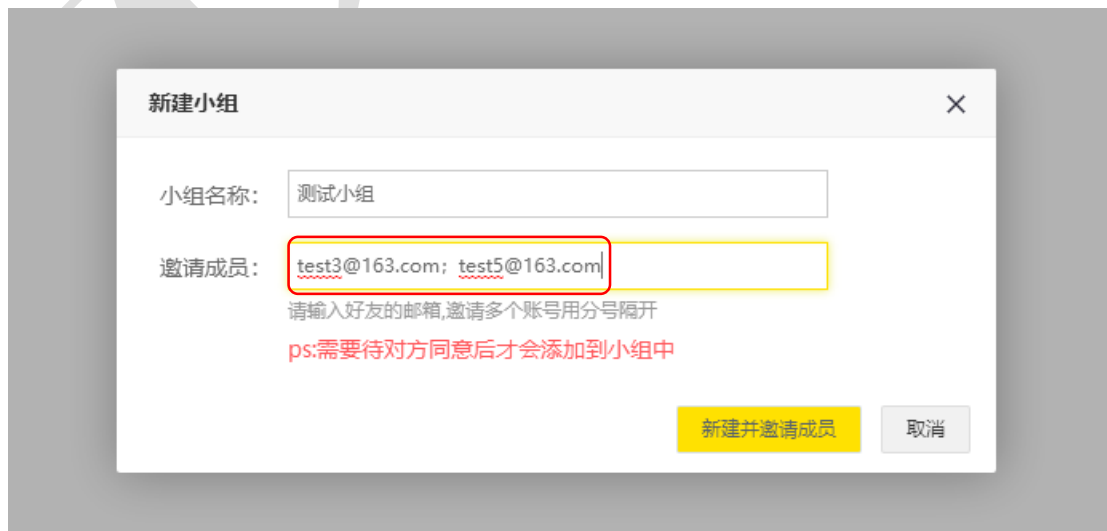 新建小组
小组名称：
测试小组
邀请成员：
test3@163.com；test5@163.com
请输入好友的邮箱,邀请多个账号用分号隔开
ps:需要待对方同意后才会添加到小组中
新建并邀请成员
取消